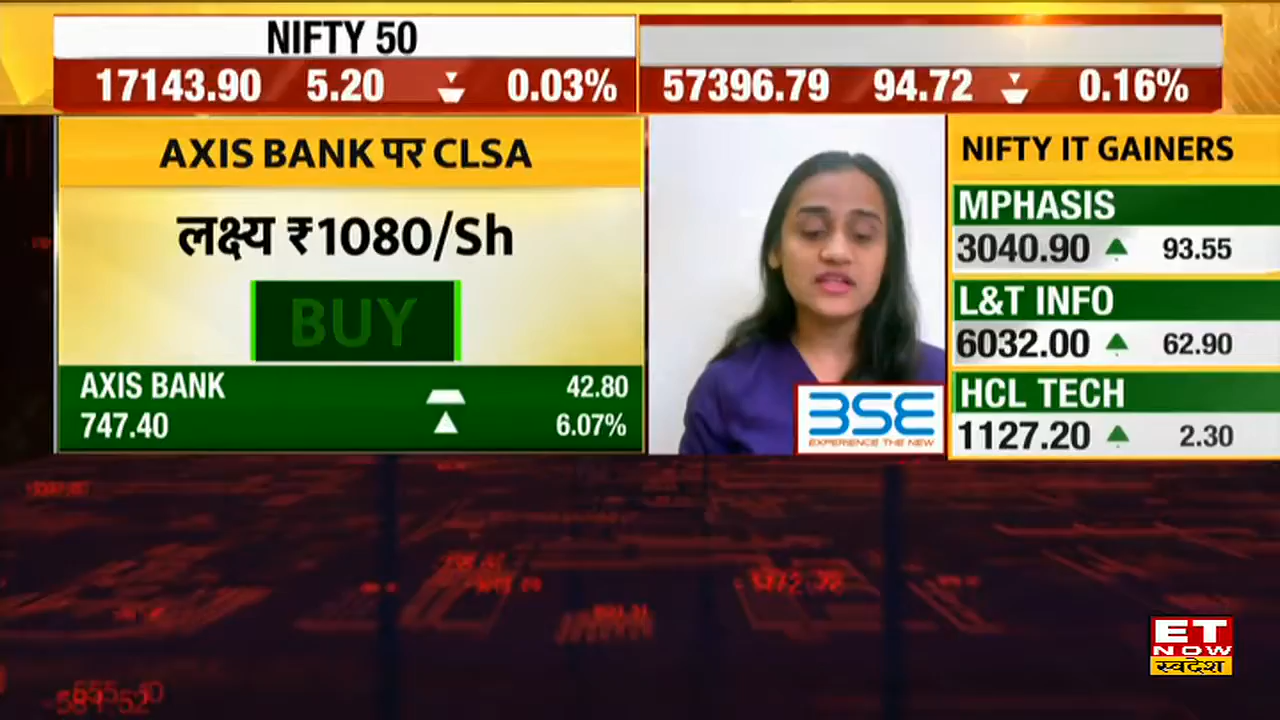 NIFTY 50
17143.90 5.20 0.03%
57396.79 94.72 0.16%
AXIS BANK पर CLSA
लक्ष्य ₹1080/Sh
BUY
AXIS BANK 42.80
747.40 6.07%
BSE
EXPERIENCE THE NEW
NIFTY IT GAINERS
MPHASIS
3040.90 93.55
L&T INFO
6032.00 62.90
HCL TECH
1127.20 2.30
ET
NOW
स्वदेश